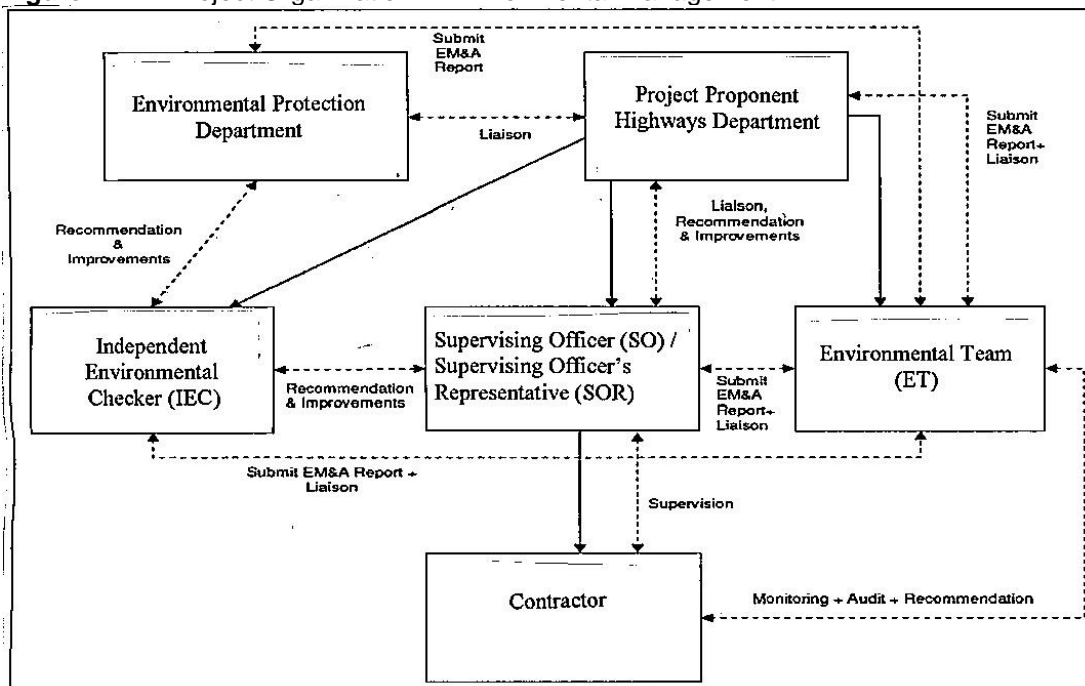 Submit
EM&A
Report
Environmental Protection
Department
Liaison
Project Proponent
Highways Department
Submit
EM&A
Report+
Liaison
Recommendation
&
Improvements
Liaison,
Recommendation
& Improvements
Independent
Environmental
Checker (IEC)
Recommendation
& Improvements
Supervising Officer (SO) /
Supervising Officer's
Representative (SOR)
Submit
EM&A
Report+
Liaison
Environmental Team
(ET)
Submit EM&A Report +
Liaison
Supervision
Contractor
Monitoring + Audit + Recommendation